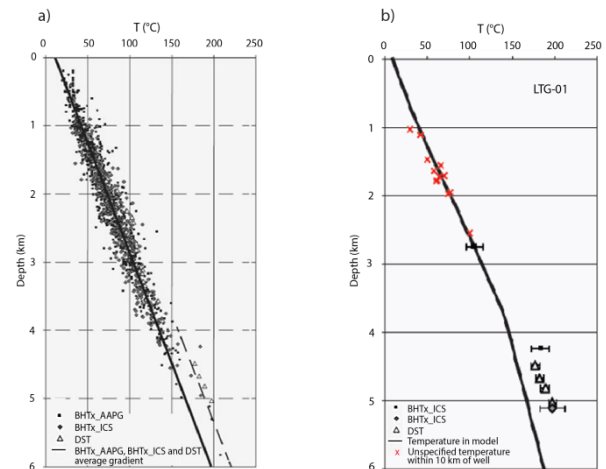 a)
T (°C)
0 50 100 150 200 250
0
1
2
3
4
5
6
Depth (km)
BHTx_AAPG
BHTx_ICS
DST
BHTx_AAPG, BHTx_ICS and DST
average gradient
b)
T (°C)
0 50 100 150 200 250
0
1
2
3
4
5
6
Depth (km)
LTG-01
BHTx_ICS
BHTx_ICS
DST
Temperature in model
Unspecified temperature
within 10 km of well